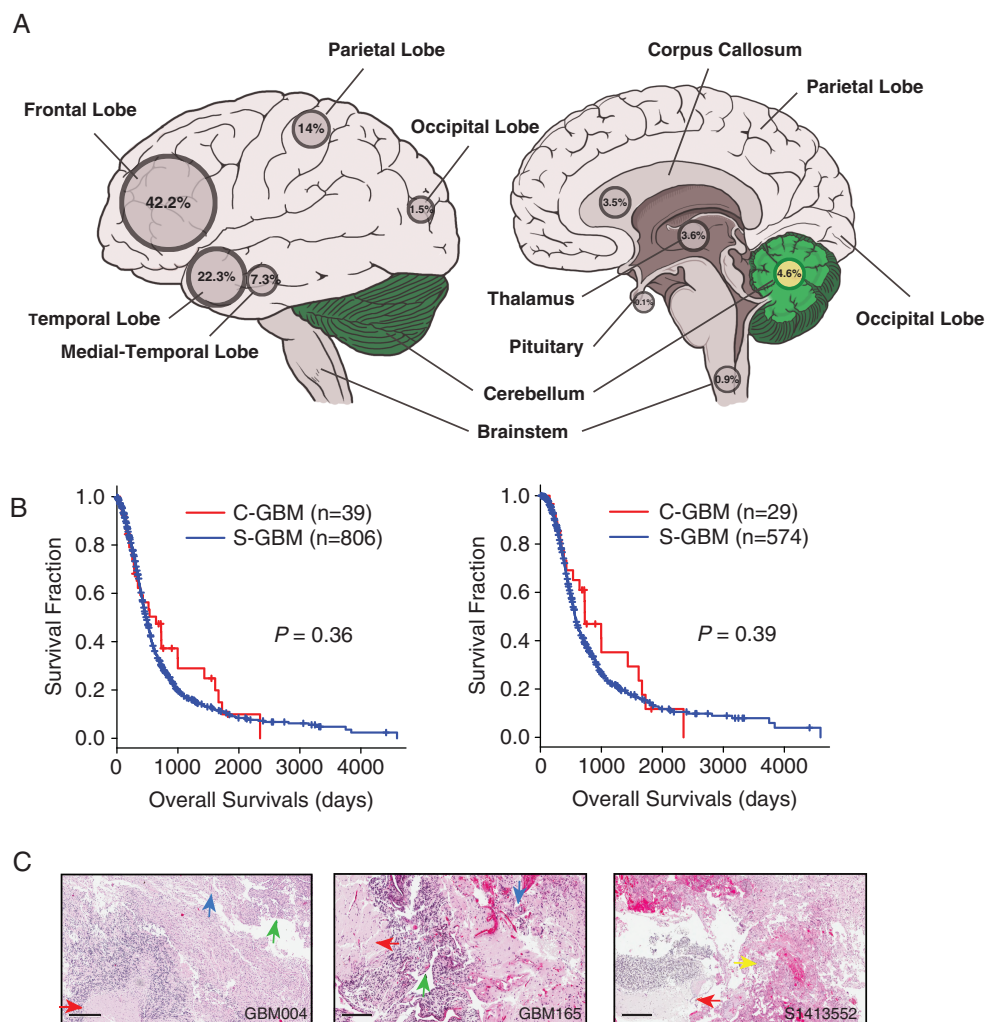 A
Parietal Lobe
Corpus Callosum
Parietal Lobe
Frontal Lobe
Occipital Lobe
14%
42.2%
1.5%
3.5%
3.6%
22.3%
7.3%
4.6%
0.1%
Thalamus
Temporal Lobe
Occipital Lobe
Medial-Temporal Lobe
Pituitary
0.9%
Cerebellum
Brainstem
B
1.0
0.8
0.6
0.4
0.2
0.0
Survival Fraction
C-GBM (n=39)
S-GBM (n=806)
P = 0.36
0 1000 2000 3000 4000
Overall Survivals (days)
1.0
0.8
0.6
0.4
0.2
0.0
Survival Fraction
C-GBM (n=29)
S-GBM (n=574)
P = 0.39
0 1000 2000 3000 4000
Overall Survivals (days)
C
GBM004
GBM165
S1413552